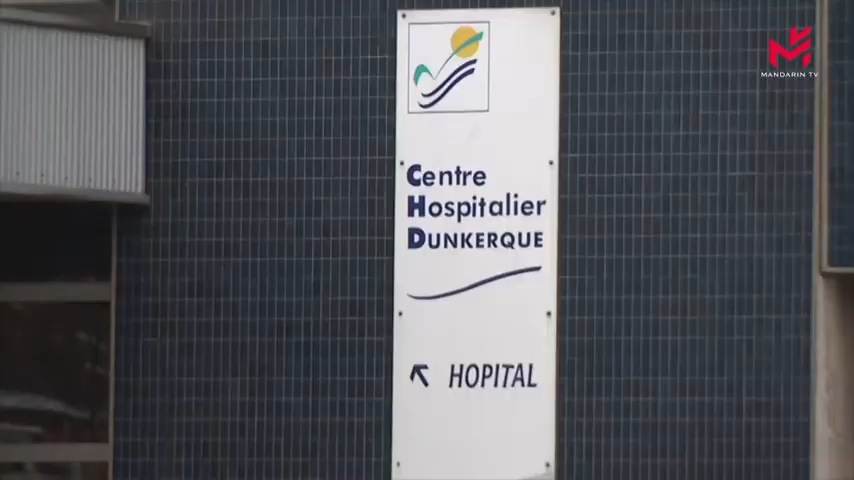 MANDARIN TV
Centre
Hospitalier
DUNKERQUE
HOPITAL